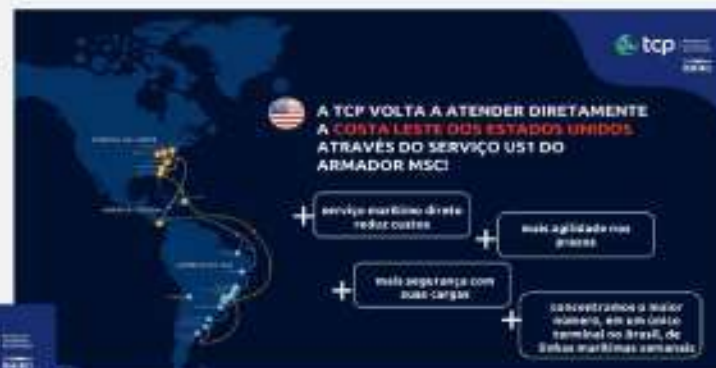 tcp
A TCP VOLTA A ATENDER DIRETAMENTE
A COSTA LESTE DOS ESTADOS UNIDOS
ATRAVÉS DO SERVIÇO US1 DO
ARMADOR MSC!
serviço marítimo direto
reduz custos
mais agilidade nos
prazos
mais segurança com
suas cargas
concentramos o maior
número, em um único
terminal no Brasil, de
linhas marítimas semanais